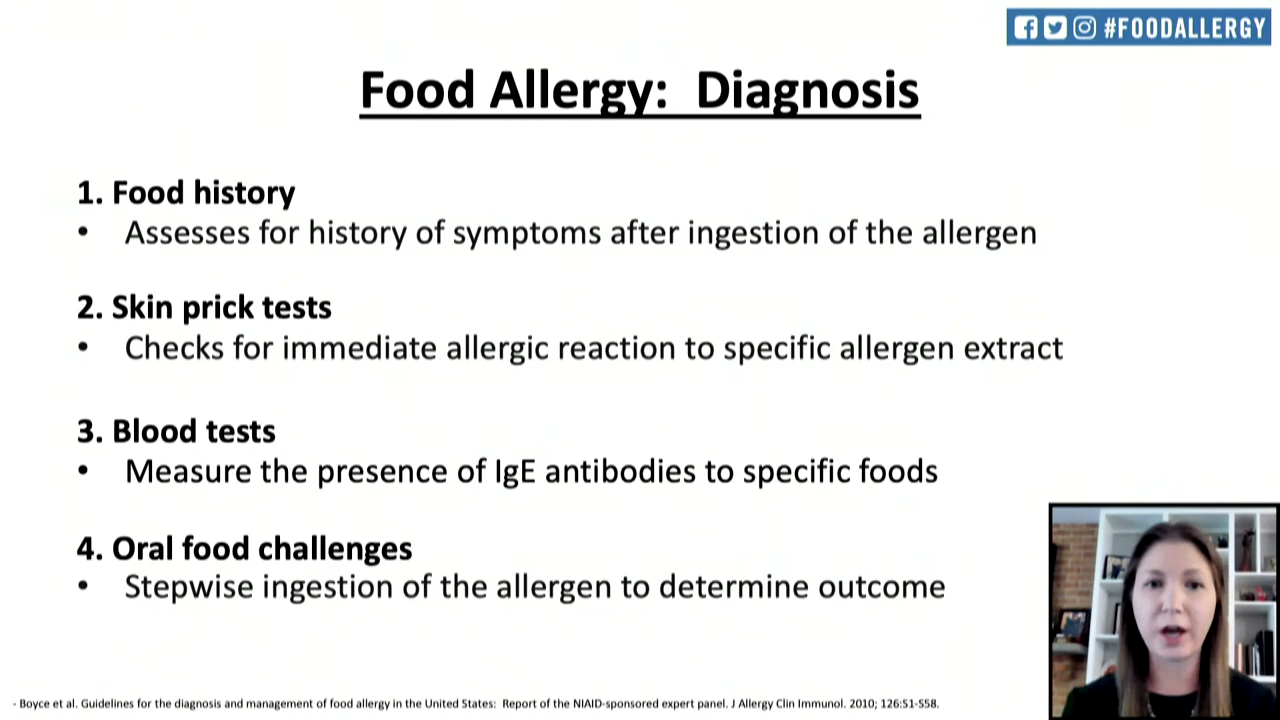 #FOODALLERGY
Food Allergy: Diagnosis
1. Food history
• Assesses for history of symptoms after ingestion of the allergen
2. Skin prick tests
• Checks for immediate allergic reaction to specific allergen extract
3. Blood tests
• Measure the presence of IgE antibodies to specific foods
4. Oral food challenges
• Stepwise ingestion of the allergen to determine outcome
- Boyce et al. Guidelines for the diagnosis and management of food allergy in the United States: Report of the NIAID-sponsored expert panel. J Allergy Clin Immunol. 2010; 126:S1-S58.